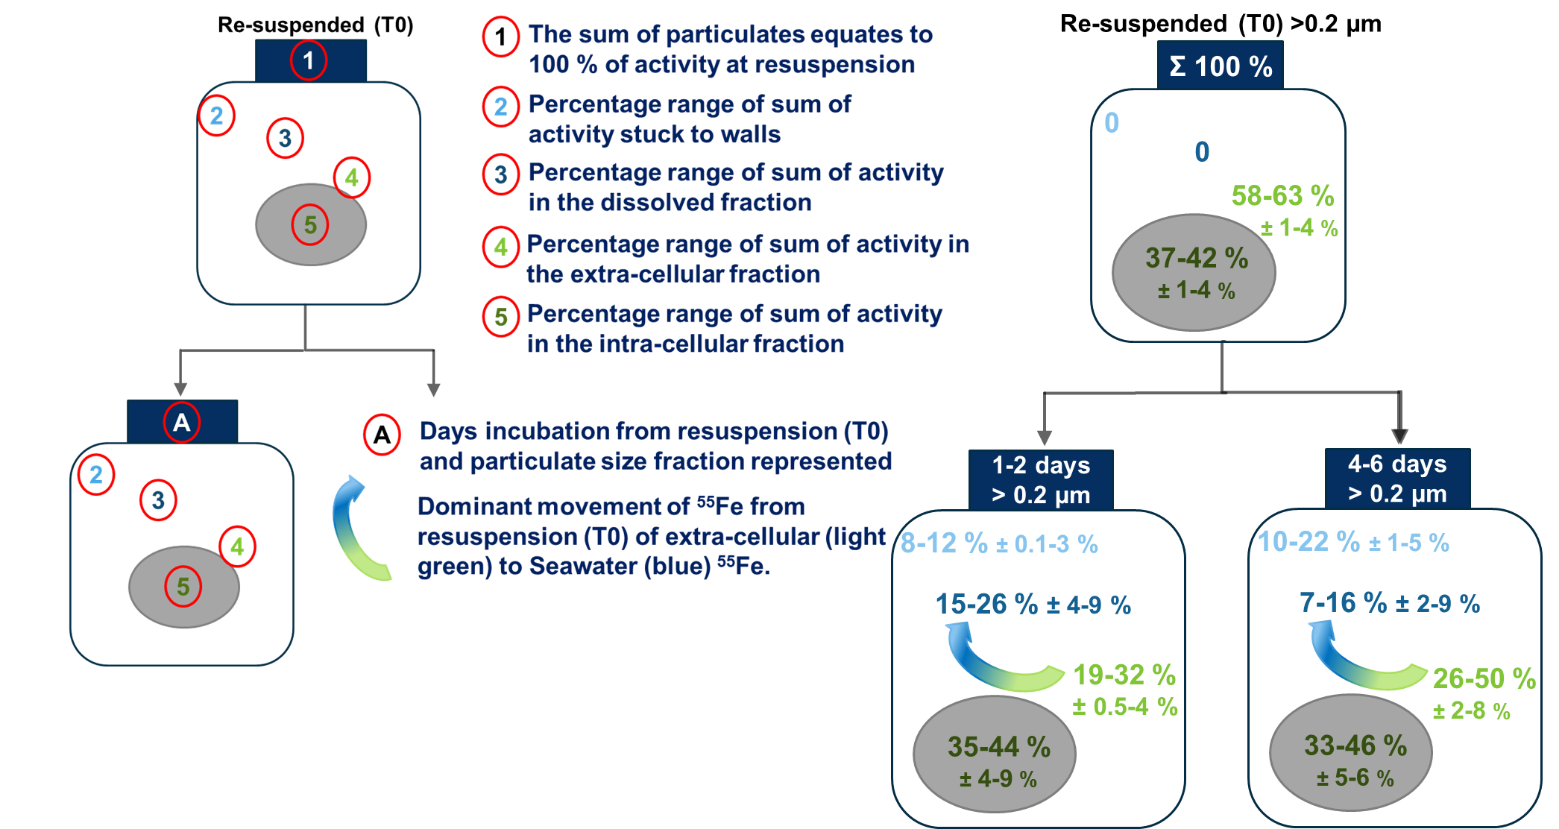 Re-suspended (T0)
1
2
3
4
5
A
2
3
4
5
1 The sum of particulates equates to
100 % of activity at resuspension
2 Percentage range of sum of
activity stuck to walls
3 Percentage range of sum of activity
in the dissolved fraction
4 Percentage range of sum of activity in
the extra-cellular fraction
5 Percentage range of sum of activity
in the intra-cellular fraction
A Days incubation from resuspension (T0)
and particulate size fraction represented
Dominant movement of ⁵⁵Fe from
resuspension (T0) of extra-cellular (light
green) to Seawater (blue) ⁵⁵Fe.
Re-suspended (T0) >0.2 µm
Σ 100 %
0
0
58-63 %
± 1-4 %
37-42 %
± 1-4 %
1-2 days
> 0.2 µm
8-12 % ± 0.1-3 %
15-26 % ± 4-9 %
19-32 %
± 0.5-4 %
35-44 %
± 4-9 %
4-6 days
> 0.2 µm
10-22 % ± 1-5 %
7-16 % ± 2-9 %
26-50 %
± 2-8 %
33-46 %
± 5-6 %